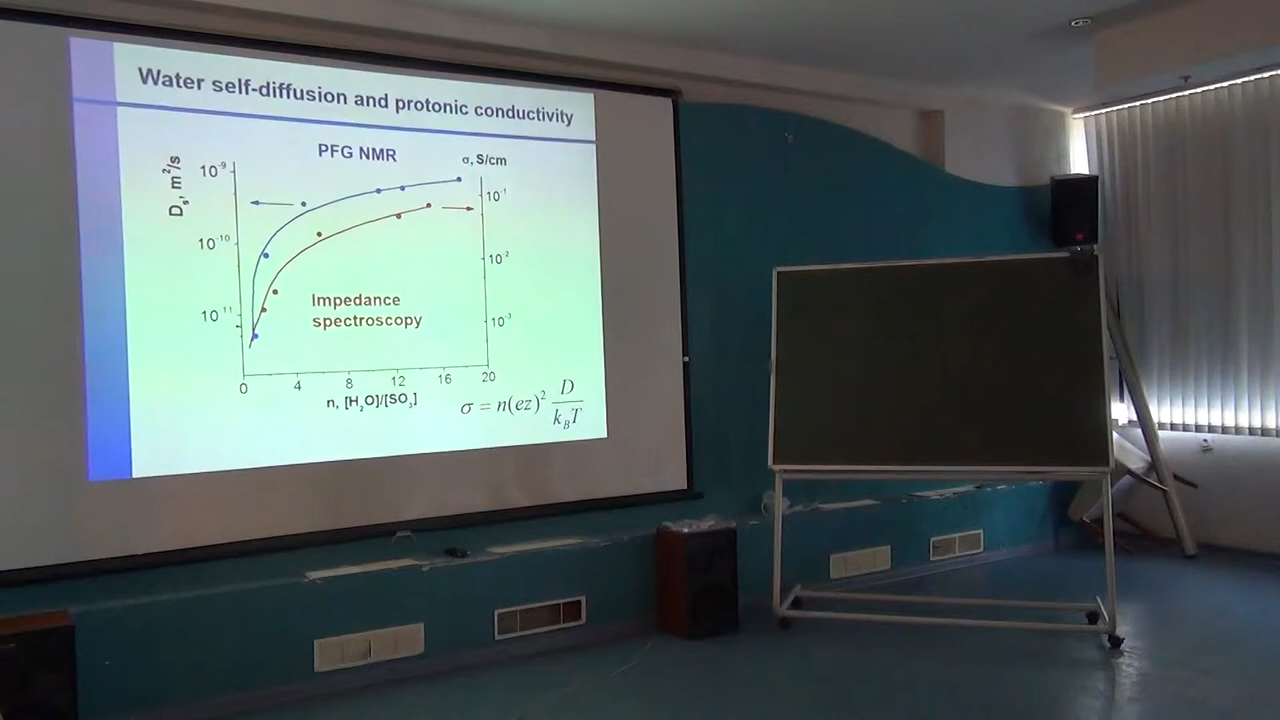 Water self-diffusion and protonic conductivity
PFG NMR
Dₛ, m²/s
σ, S/cm
10⁻⁹
10⁻¹⁰
10⁻¹¹
10⁻¹
10⁻²
10⁻³
Impedance
spectroscopy
0 4 8 12 16 20
n, [H₂O]/[SO₃]
σ = n(ez)² D / k_BT